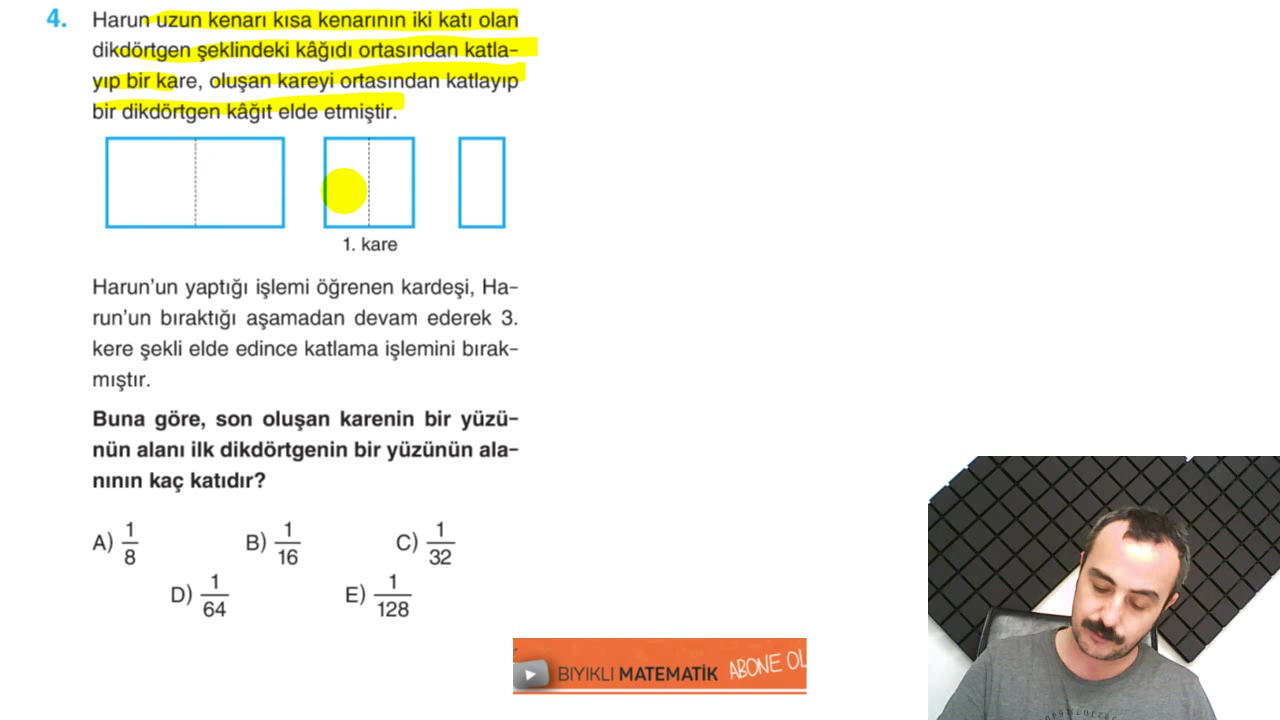 4. Harun uzun kenarı kısa kenarının iki katı olan
dikdörtgen şeklindeki kâğıdı ortasından katla-
yıp bir kare, oluşan kareyi ortasından katlayıp
bir dikdörtgen kâğıt elde etmiştir.
1. kare
Harun'un yaptığı işlemi öğrenen kardeşi, Ha-
run'un bıraktığı aşamadan devam ederek 3.
kere şekli elde edince katlama işlemini bırak-
mıştır.
Buna göre, son oluşan karenin bir yüzü-
nün alanı ilk dikdörtgenin bir yüzünün ala-
nının kaç katıdır?
A) 1/8 B) 1/16 C) 1/32
D) 1/64 E) 1/128
BIYIKLI MATEMATİK ABONE OL